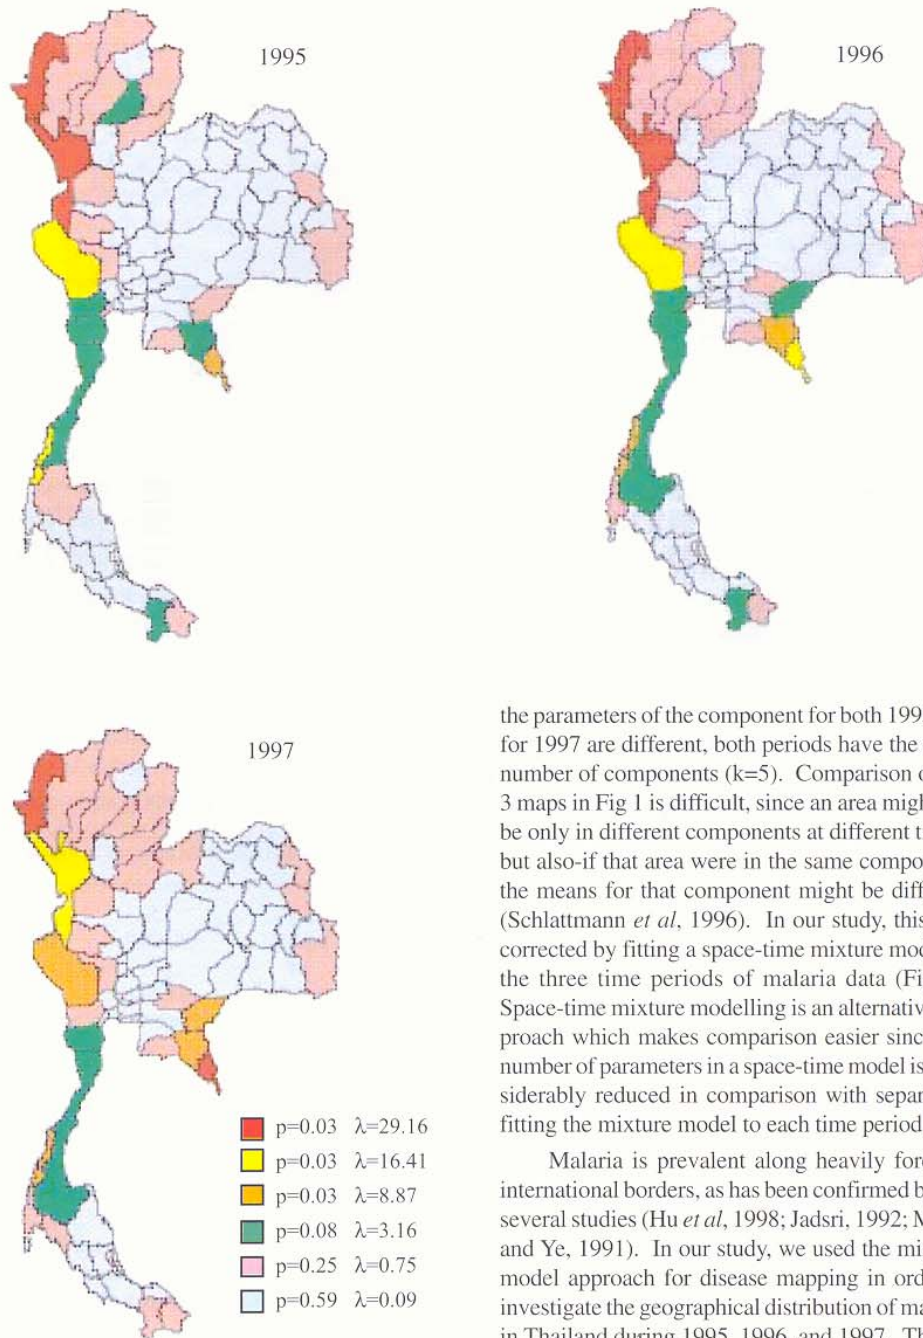 1995
1996
1997
p=0.03 λ=29.16
p=0.03 λ=16.41
p=0.03 λ=8.87
p=0.08 λ=3.16
p=0.25 λ=0.75
p=0.59 λ=0.09
the parameters of the component for both 199
for 1997 are different, both periods have the
number of components (k=5). Comparison o
3 maps in Fig 1 is difficult, since an area migh
be only in different components at different t
but also-if that area were in the same compo
the means for that component might be diff
(Schlattmann et al, 1996). In our study, this
corrected by fitting a space-time mixture mod
the three time periods of malaria data (Fi
Space-time mixture modelling is an alternativ
proach which makes comparison easier sinc
number of parameters in a space-time model is
siderably reduced in comparison with separ
fitting the mixture model to each time period
Malaria is prevalent along heavily fore
international borders, as has been confirmed b
several studies (Hu et al, 1998; Jadsri, 1992; M
and Ye, 1991). In our study, we used the mi
model approach for disease mapping in ord
investigate the geographical distribution of ma
in Thailand during 1995, 1996, and 1997. Th